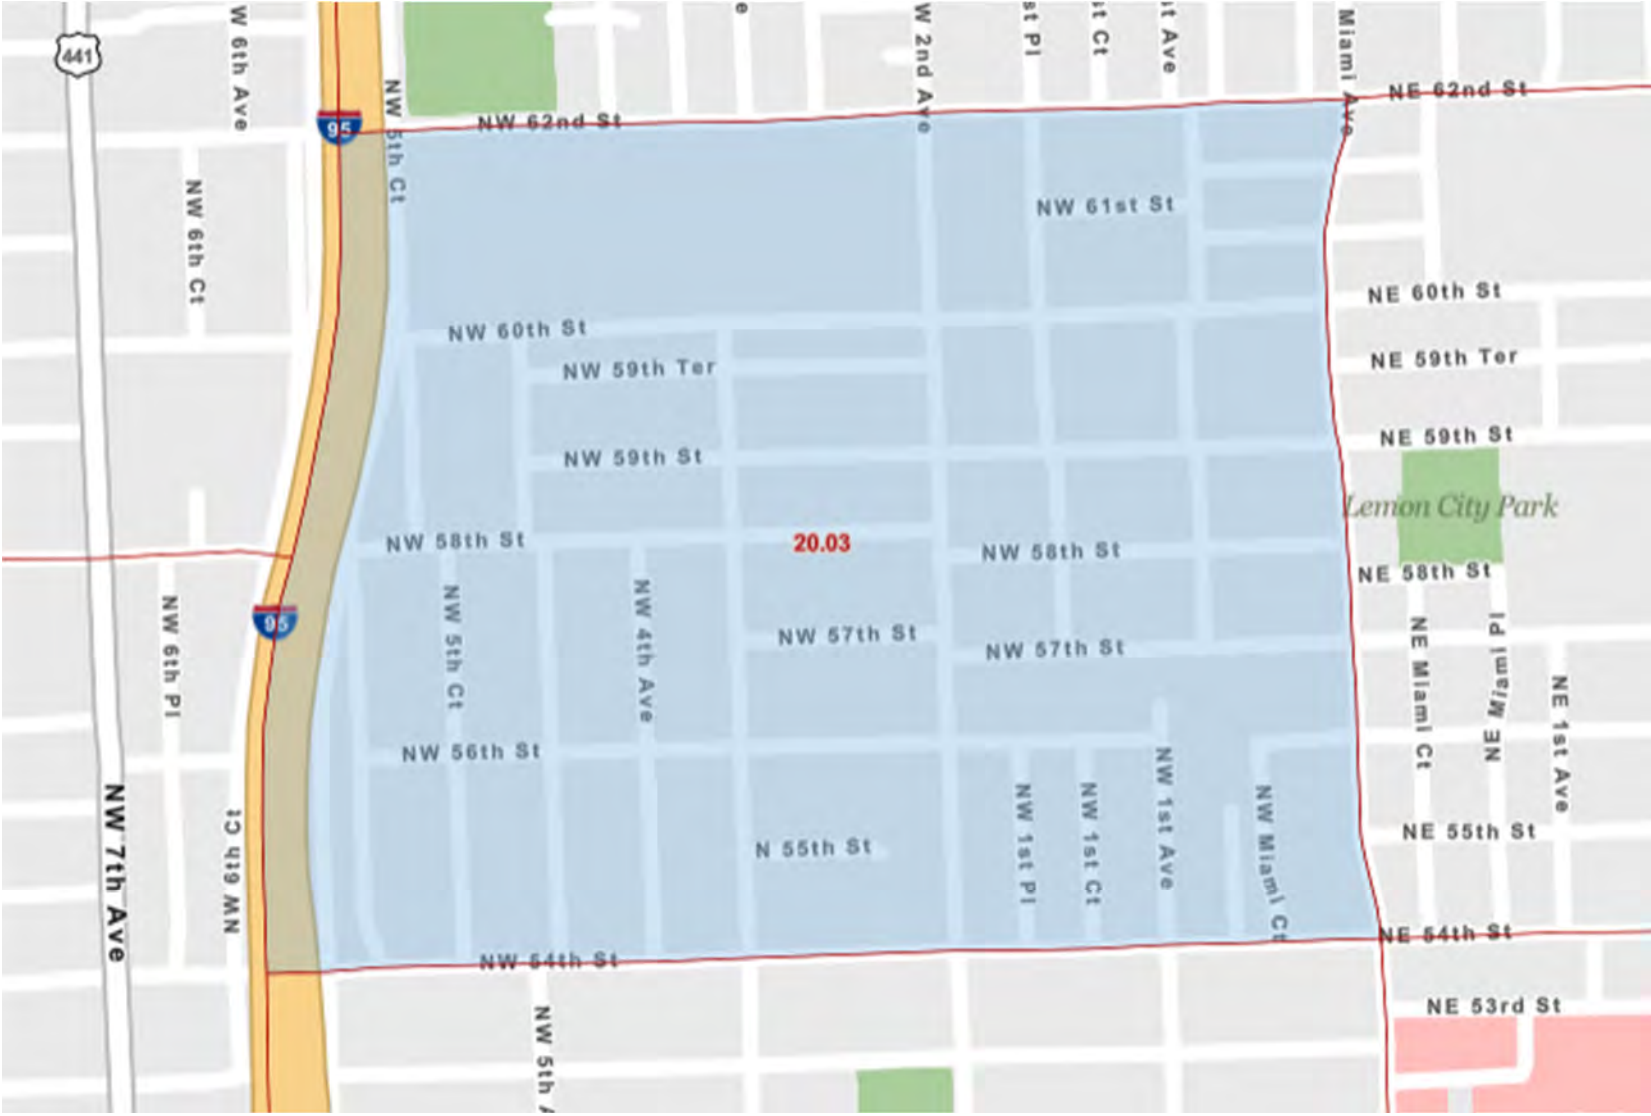 W 6th Ave
e
W 2nd Ave
st Pl
st Ct
st Ave
Miami Ave
441
NE 62nd St
NW 5th Ct
NW 62nd St
95
NW 6th Ct
NW 61st St
NE 60th St
NW 60th St
NE 59th Ter
NW 59th Ter
NE 59th St
NW 59th St
Lemon City Park
NW 58th St
20.03
NW 58th St
NE 58th St
95
NW 6th Pl
NW 5th Ct
NW 4th Ave
NW 57th St
NW 57th St
NE Miami Ct
NE Miami Pl
NE 1st Ave
NW 56th St
NW 7th Ave
NW 6th Ct
NW 1st Pl
NW 1st Ct
NW 1st Ave
NW Miami Ct
NE 55th St
N 55th St
NE 54th St
NW 54th St
NE 53rd St
NW 5th A